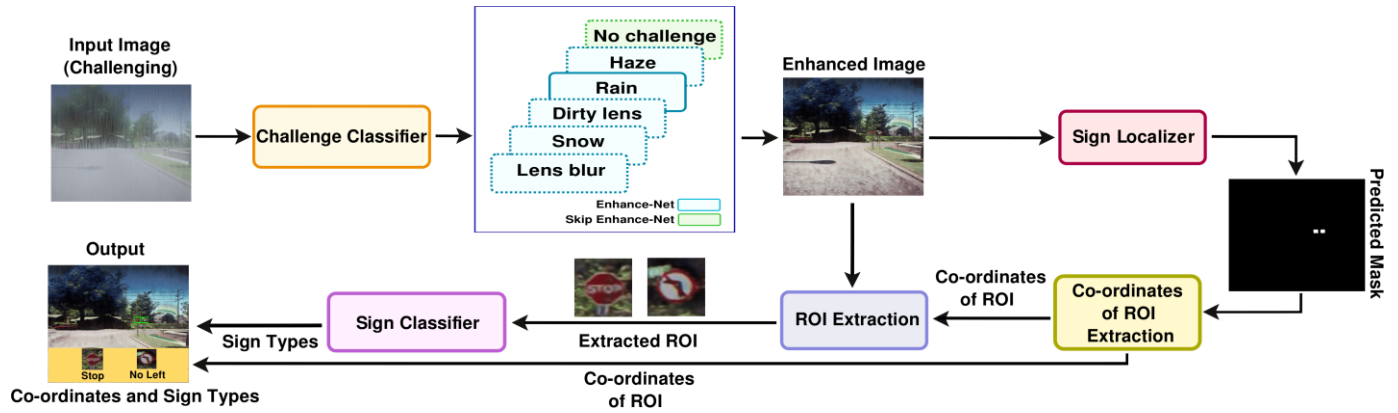 Input Image
(Challenging)
Challenge Classifier
No challenge
Haze
Rain
Dirty lens
Snow
Lens blur
Enhance-Net
Skip Enhance-Net
Enhanced Image
Sign Localizer
Predicted Mask
Co-ordinates
of ROI
Extraction
Co-ordinates
of ROI
ROI Extraction
STOP
Extracted ROI
Sign Classifier
Sign Types
Output
Stop
No Left
Co-ordinates and Sign Types
Co-ordinates
of ROI